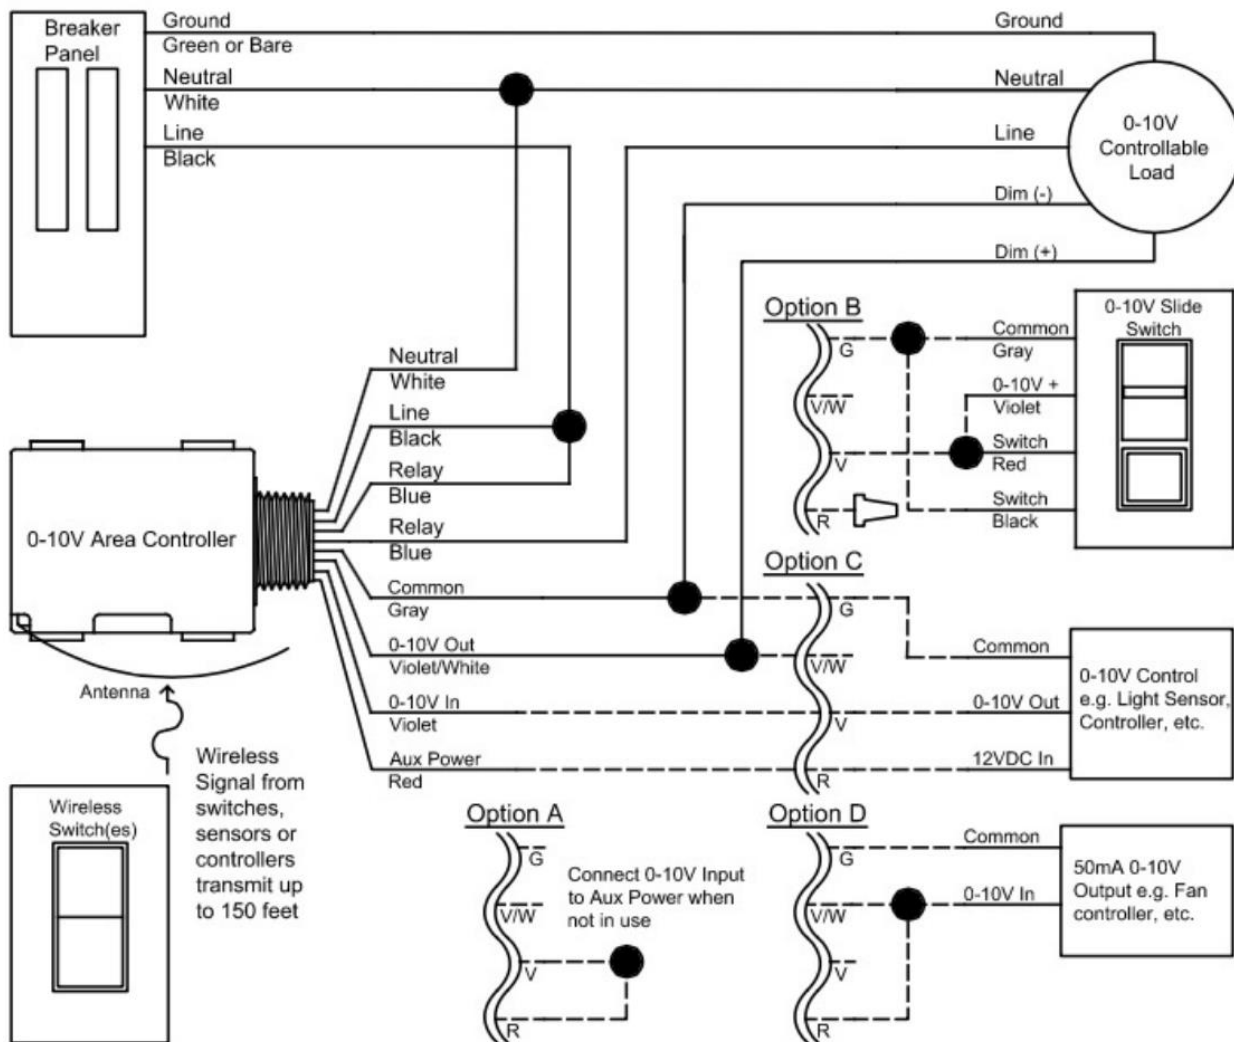 Breaker
Panel
Ground
Green or Bare
Neutral
White
Line
Black
Ground
Neutral
Line
Dim (-)
Dim (+)
0-10V
Controllable
Load
Neutral
White
Line
Black
Relay
Blue
Relay
Blue
Common
Gray
0-10V Out
Violet/White
0-10V In
Violet
Aux Power
Red
0-10V Area Controller
Antenna
Wireless
Signal from
switches,
sensors or
controllers
transmit up
to 150 feet
Wireless
Switch(es)
Option B
G
V/W
V
R
Common
Gray
0-10V +
Violet
Switch
Red
Switch
Black
0-10V Slide
Switch
Option C
G
V/W
V
R
Common
0-10V Out
12VDC In
0-10V Control
e.g. Light Sensor,
Controller, etc.
Option A
G
V/W
V
R
Connect 0-10V Input
to Aux Power when
not in use
Option D
G
V/W
V
R
Common
0-10V In
50mA 0-10V
Output e.g. Fan
controller, etc.